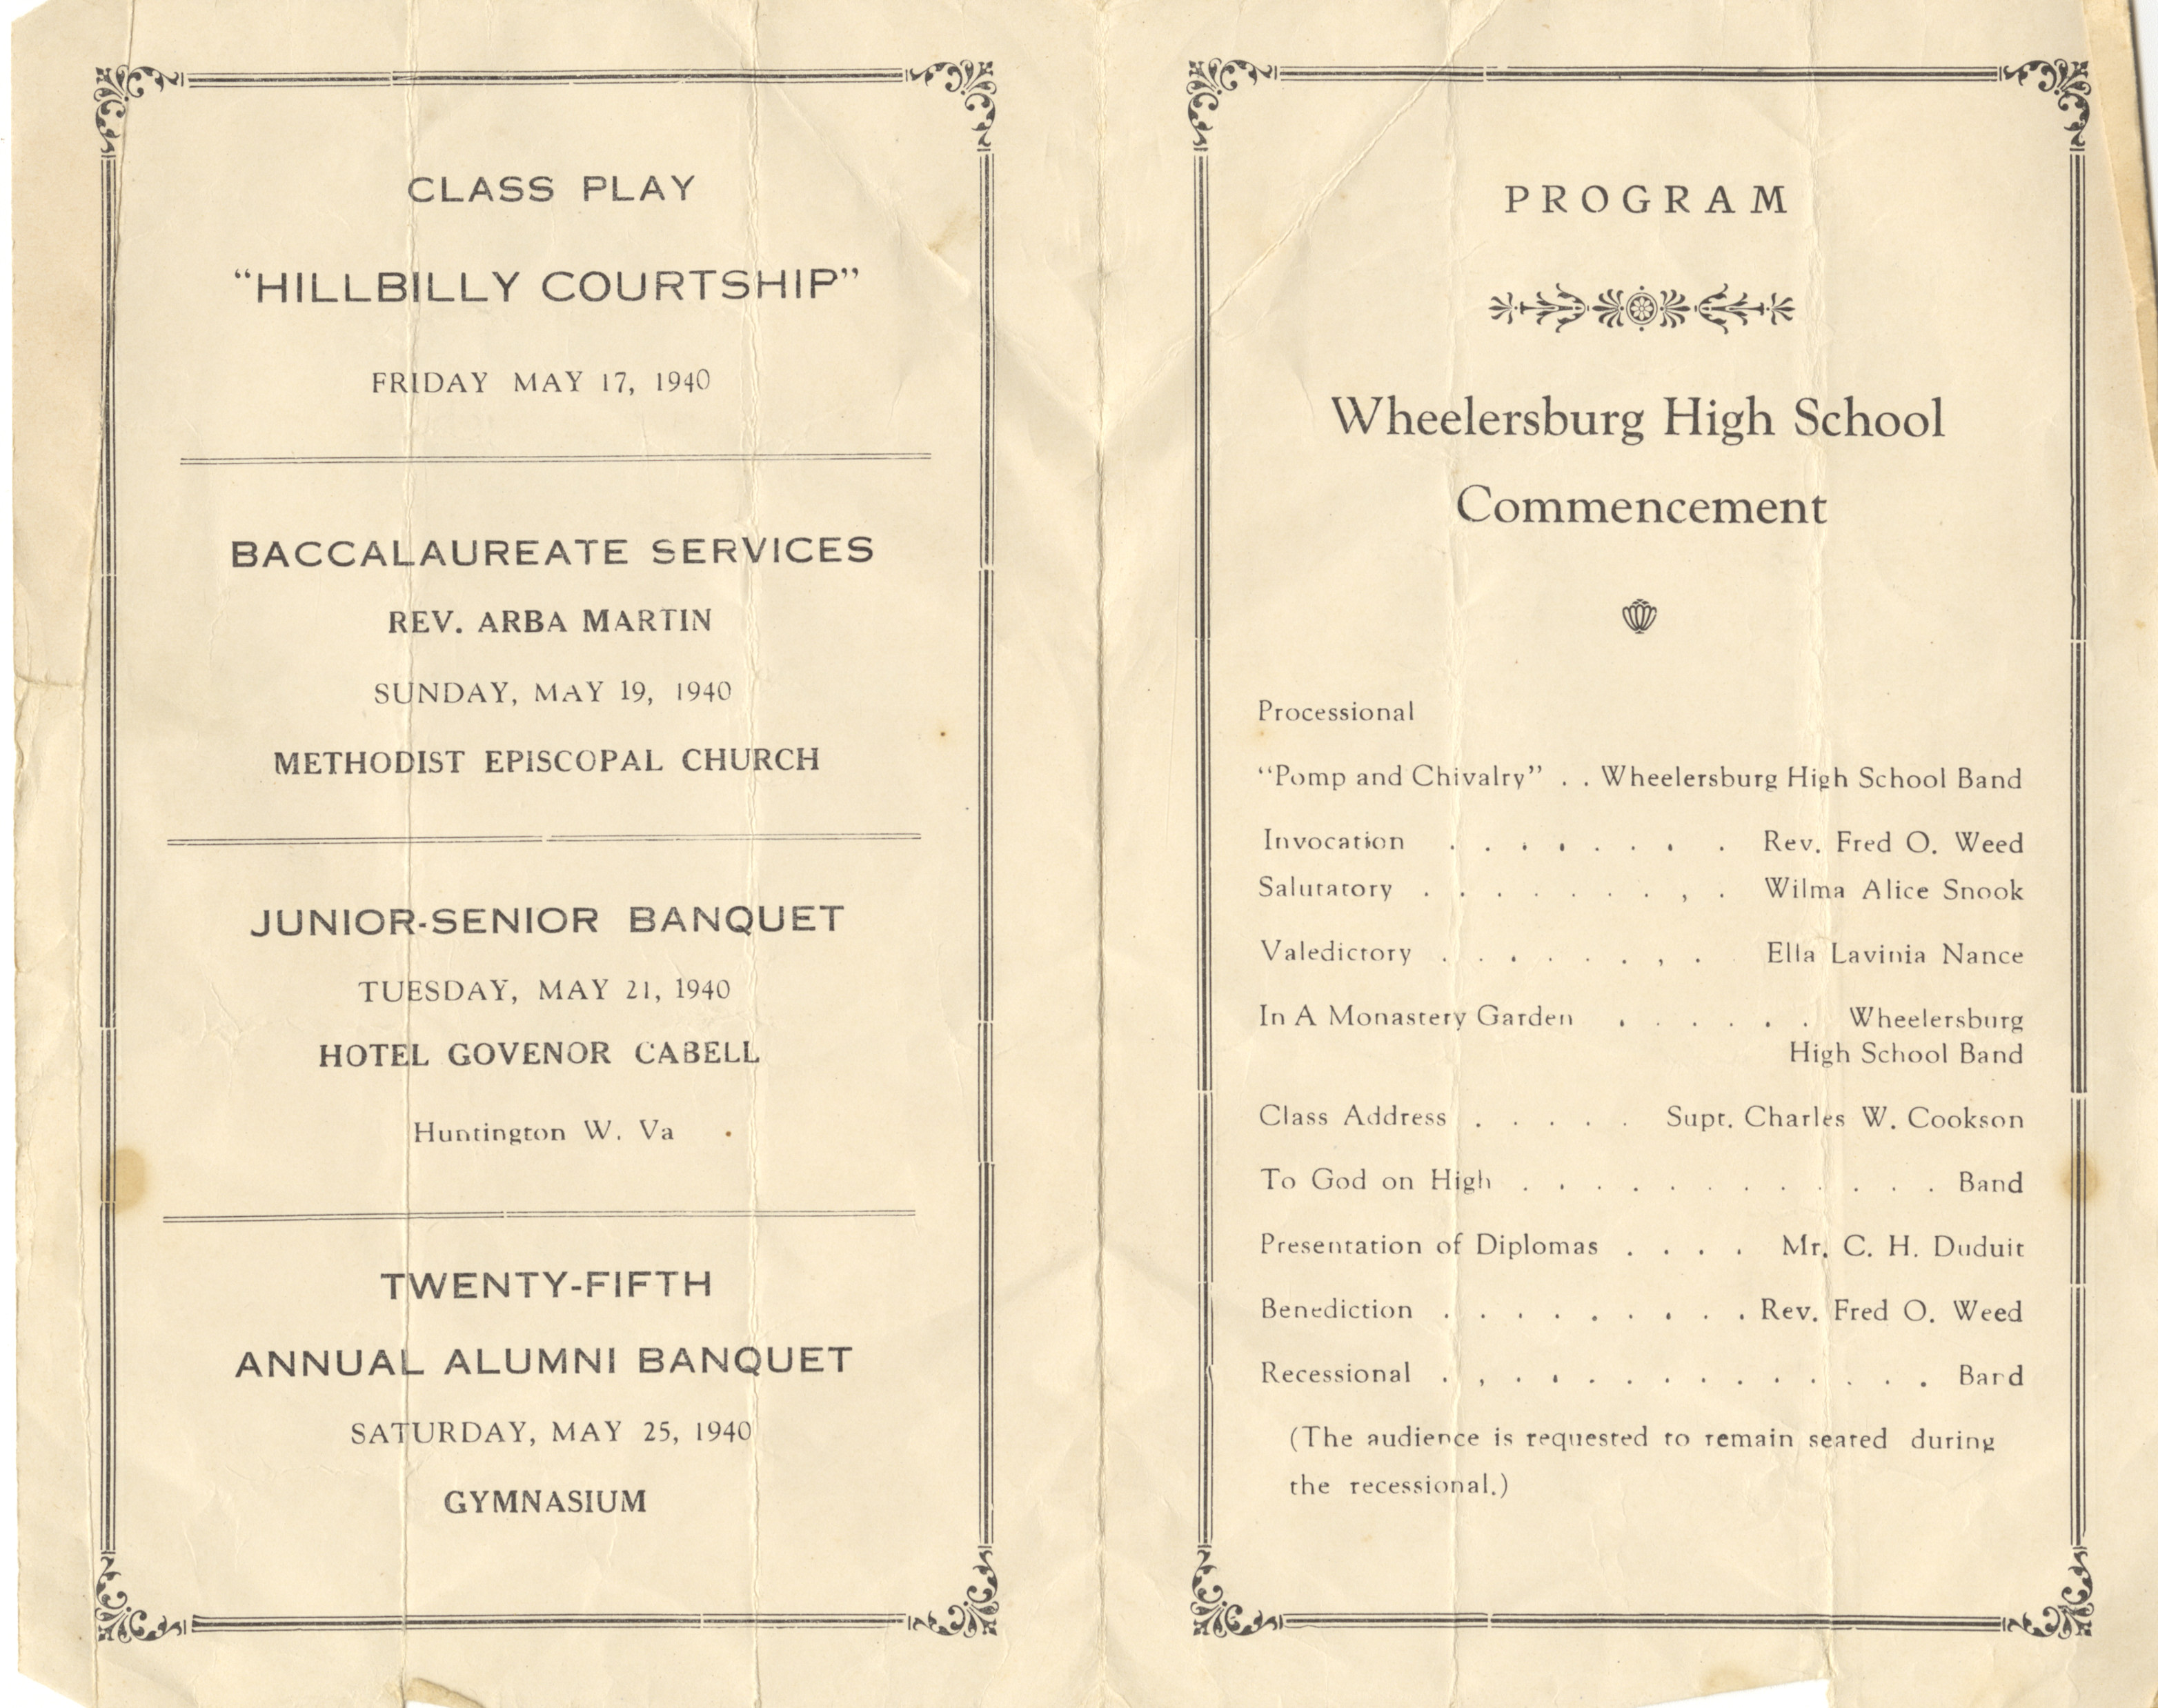 CLASS PLAY
“HILLBILLY COURTSHIP”
FRIDAY MAY 17, 1940
BACCALAUREATE SERVICES
REV. ARBA MARTIN
SUNDAY, MAY 19, 1940
METHODIST EPISCOPAL CHURCH
JUNIOR-SENIOR BANQUET
TUESDAY, MAY 21, 1940
HOTEL GOVENOR CABELL
Huntington W. Va
TWENTY-FIFTH
ANNUAL ALUMNI BANQUET
SATURDAY, MAY 25, 1940
GYMNASIUM
PROGRAM
Wheelersburg High School
Commencement
Processional
“Pomp and Chivalry” . . Wheelersburg High School Band
Invocation . . . . . . . . Rev. Fred O. Weed
Salutatory . . . . . . . . . Wilma Alice Snook
Valedictory . . . . . . . . Ella Lavinia Nance
In A Monastery Garden . . . . . . Wheelersburg
High School Band
Class Address . . . . . Supt. Charles W. Cookson
To God on High . . . . . . . . . . . . Band
Presentation of Diplomas . . . . Mr. C. H. Duduit
Benediction . . . . . . . . . Rev. Fred O. Weed
Recessional . , . . . . . . . . . . . . Band
(The audience is requested to remain seated during
the recessional.)